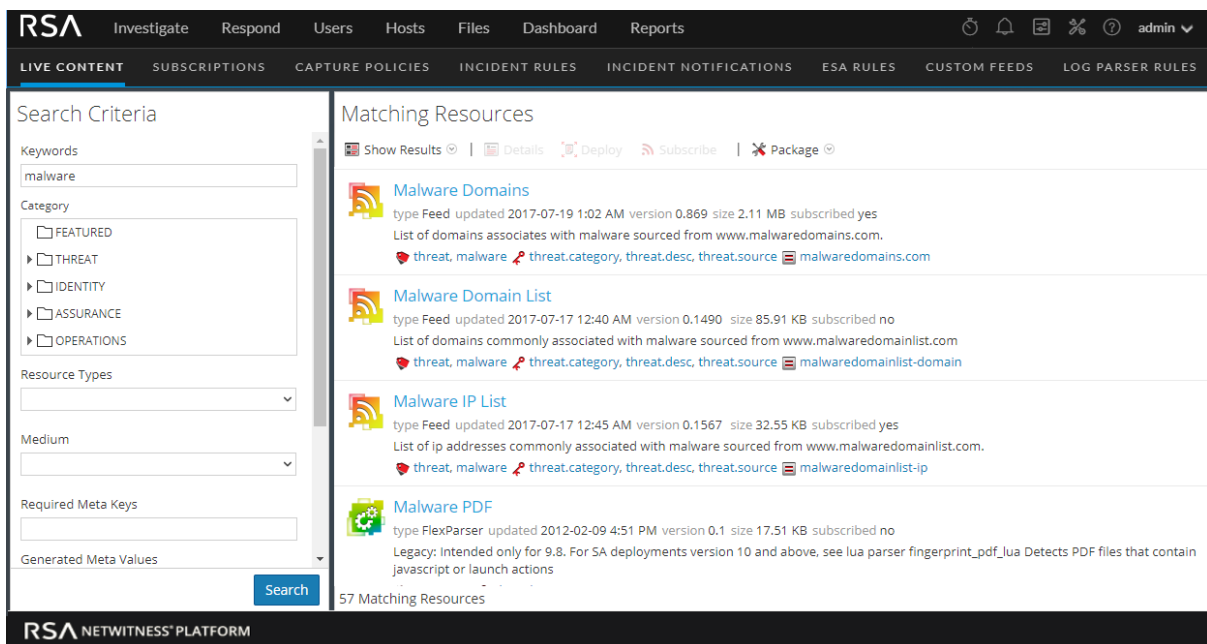 RSA Investigate Respond Users Hosts Files Dashboard Reports admin
LIVE CONTENT SUBSCRIPTIONS CAPTURE POLICIES INCIDENT RULES INCIDENT NOTIFICATIONS ESA RULES CUSTOM FEEDS LOG PARSER RULES
Search Criteria
Keywords
malware
Category
FEATURED
THREAT
IDENTITY
ASSURANCE
OPERATIONS
Resource Types
Medium
Required Meta Keys
Generated Meta Values
Search
Matching Resources
Show Results | Details Deploy Subscribe | Package
Malware Domains
type Feed updated 2017-07-19 1:02 AM version 0.869 size 2.11 MB subscribed yes
List of domains associates with malware sourced from www.malwaredomains.com.
threat, malware threat.category, threat.desc, threat.source malwaredomains.com
Malware Domain List
type Feed updated 2017-07-17 12:40 AM version 0.1490 size 85.91 KB subscribed no
List of domains commonly associated with malware sourced from www.malwaredomainlist.com
threat, malware threat.category, threat.desc, threat.source malwaredomainlist-domain
Malware IP List
type Feed updated 2017-07-17 12:45 AM version 0.1567 size 32.55 KB subscribed yes
List of ip addresses commonly associated with malware sourced from www.malwaredomainlist.com.
threat, malware threat.category, threat.desc, threat.source malwaredomainlist-ip
Malware PDF
type FlexParser updated 2012-02-09 4:51 PM version 0.1 size 17.51 KB subscribed no
Legacy: Intended only for 9.8. For SA deployments version 10 and above, see lua parser fingerprint_pdf_lua Detects PDF files that contain
javascript or launch actions
57 Matching Resources
RSA NETWITNESS® PLATFORM